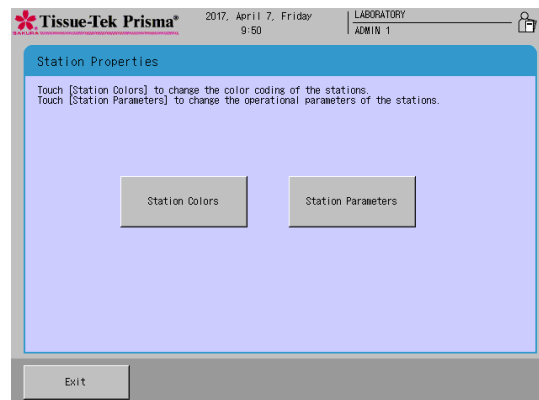 Tissue-Tek Prisma®
SAKURA
2017, April 7, Friday
9:50
LABORATORY
ADMIN 1
Station Properties
Touch [Station Colors] to change the color coding of the stations.
Touch [Station Parameters] to change the operational parameters of the stations.
Station Colors
Station Parameters
Exit